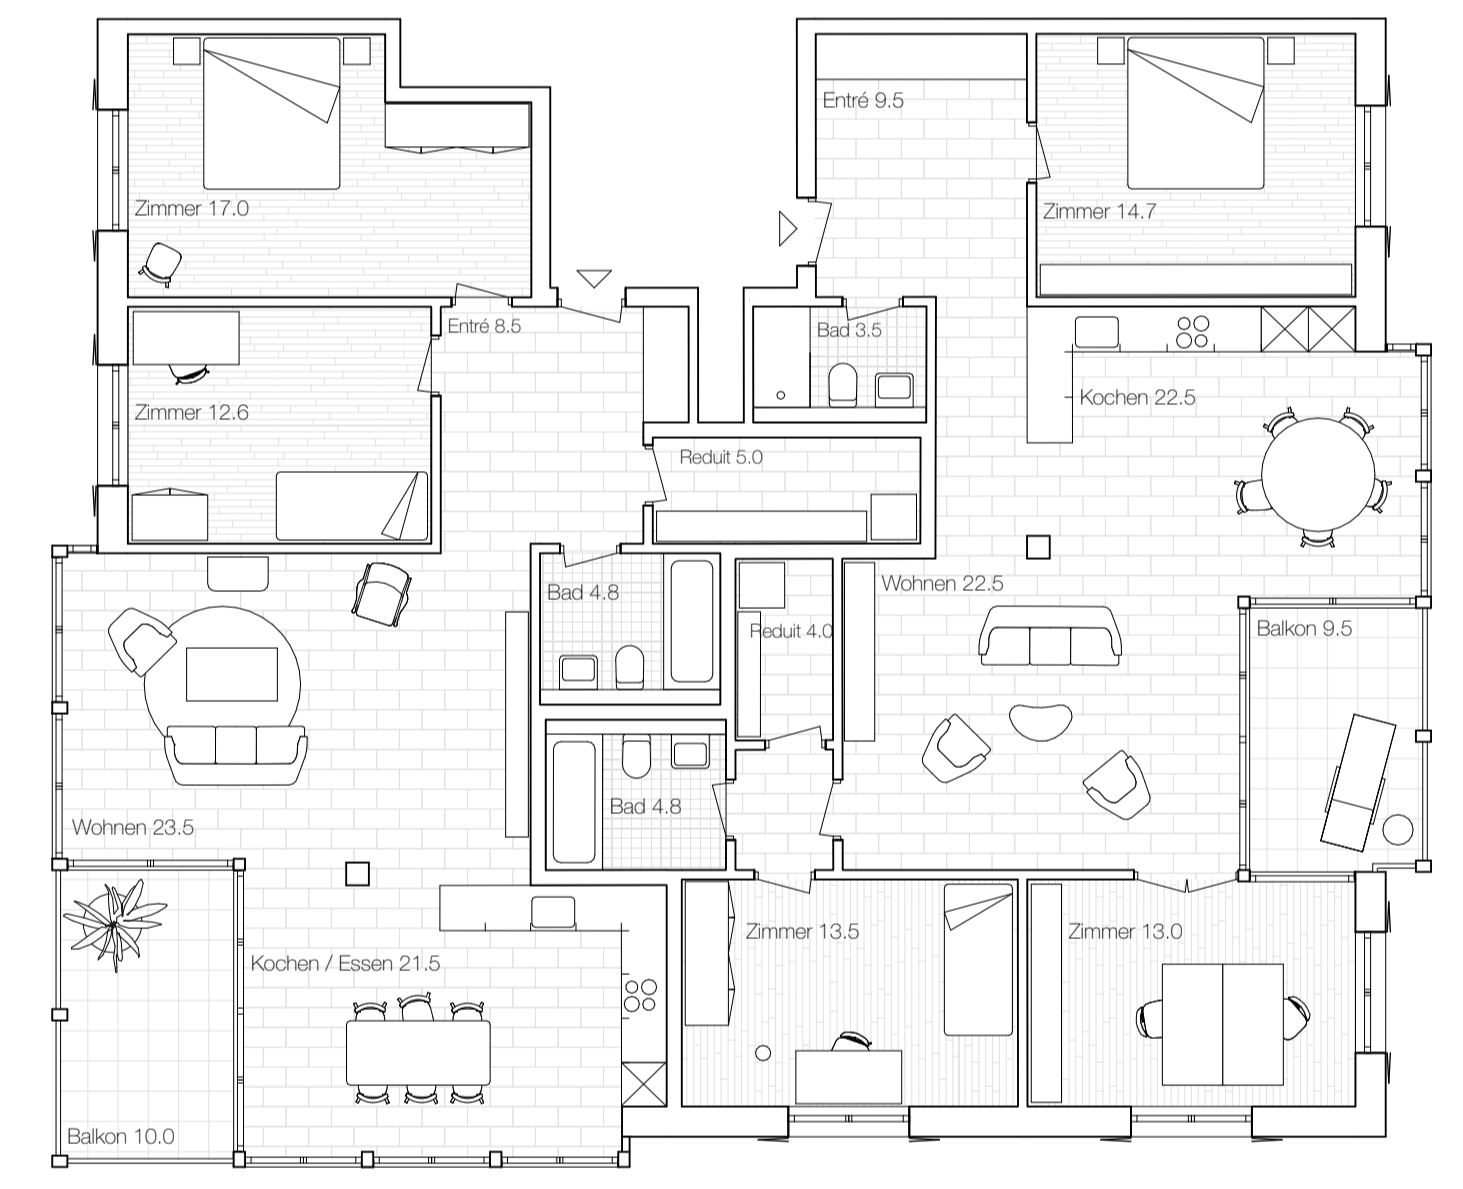 Entré 9.5
Zimmer 17.0
Zimmer 14.7
Entré 8.5
Bad 3.5
Zimmer 12.6
Kochen 22.5
Reduit 5.0
Bad 4.8
Wohnen 22.5
Reduit 4.0
Balkon 9.5
Bad 4.8
Wohnen 23.5
Zimmer 13.5
Zimmer 13.0
Kochen / Essen 21.5
Balkon 10.0